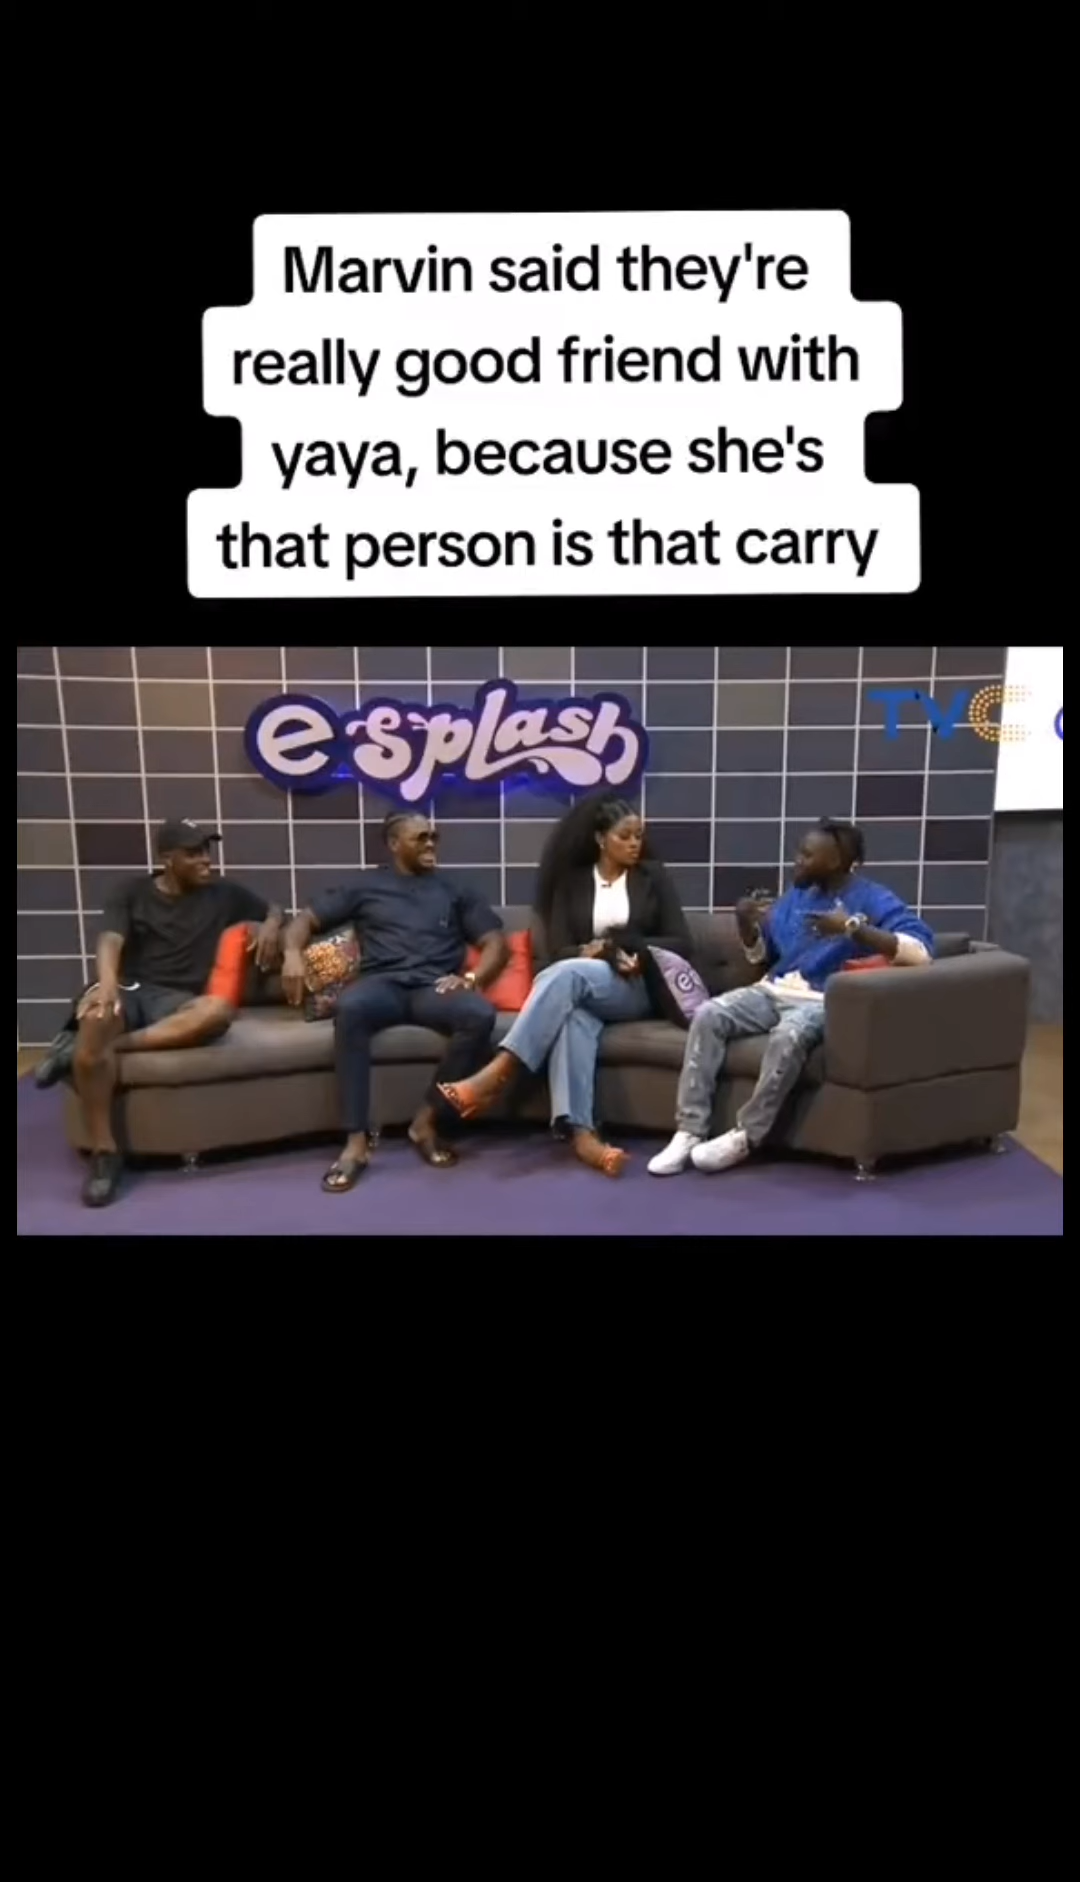 Marvin said they're
really good friend with
yaya, because she's
that person is that carry
e splash
TVC e
e